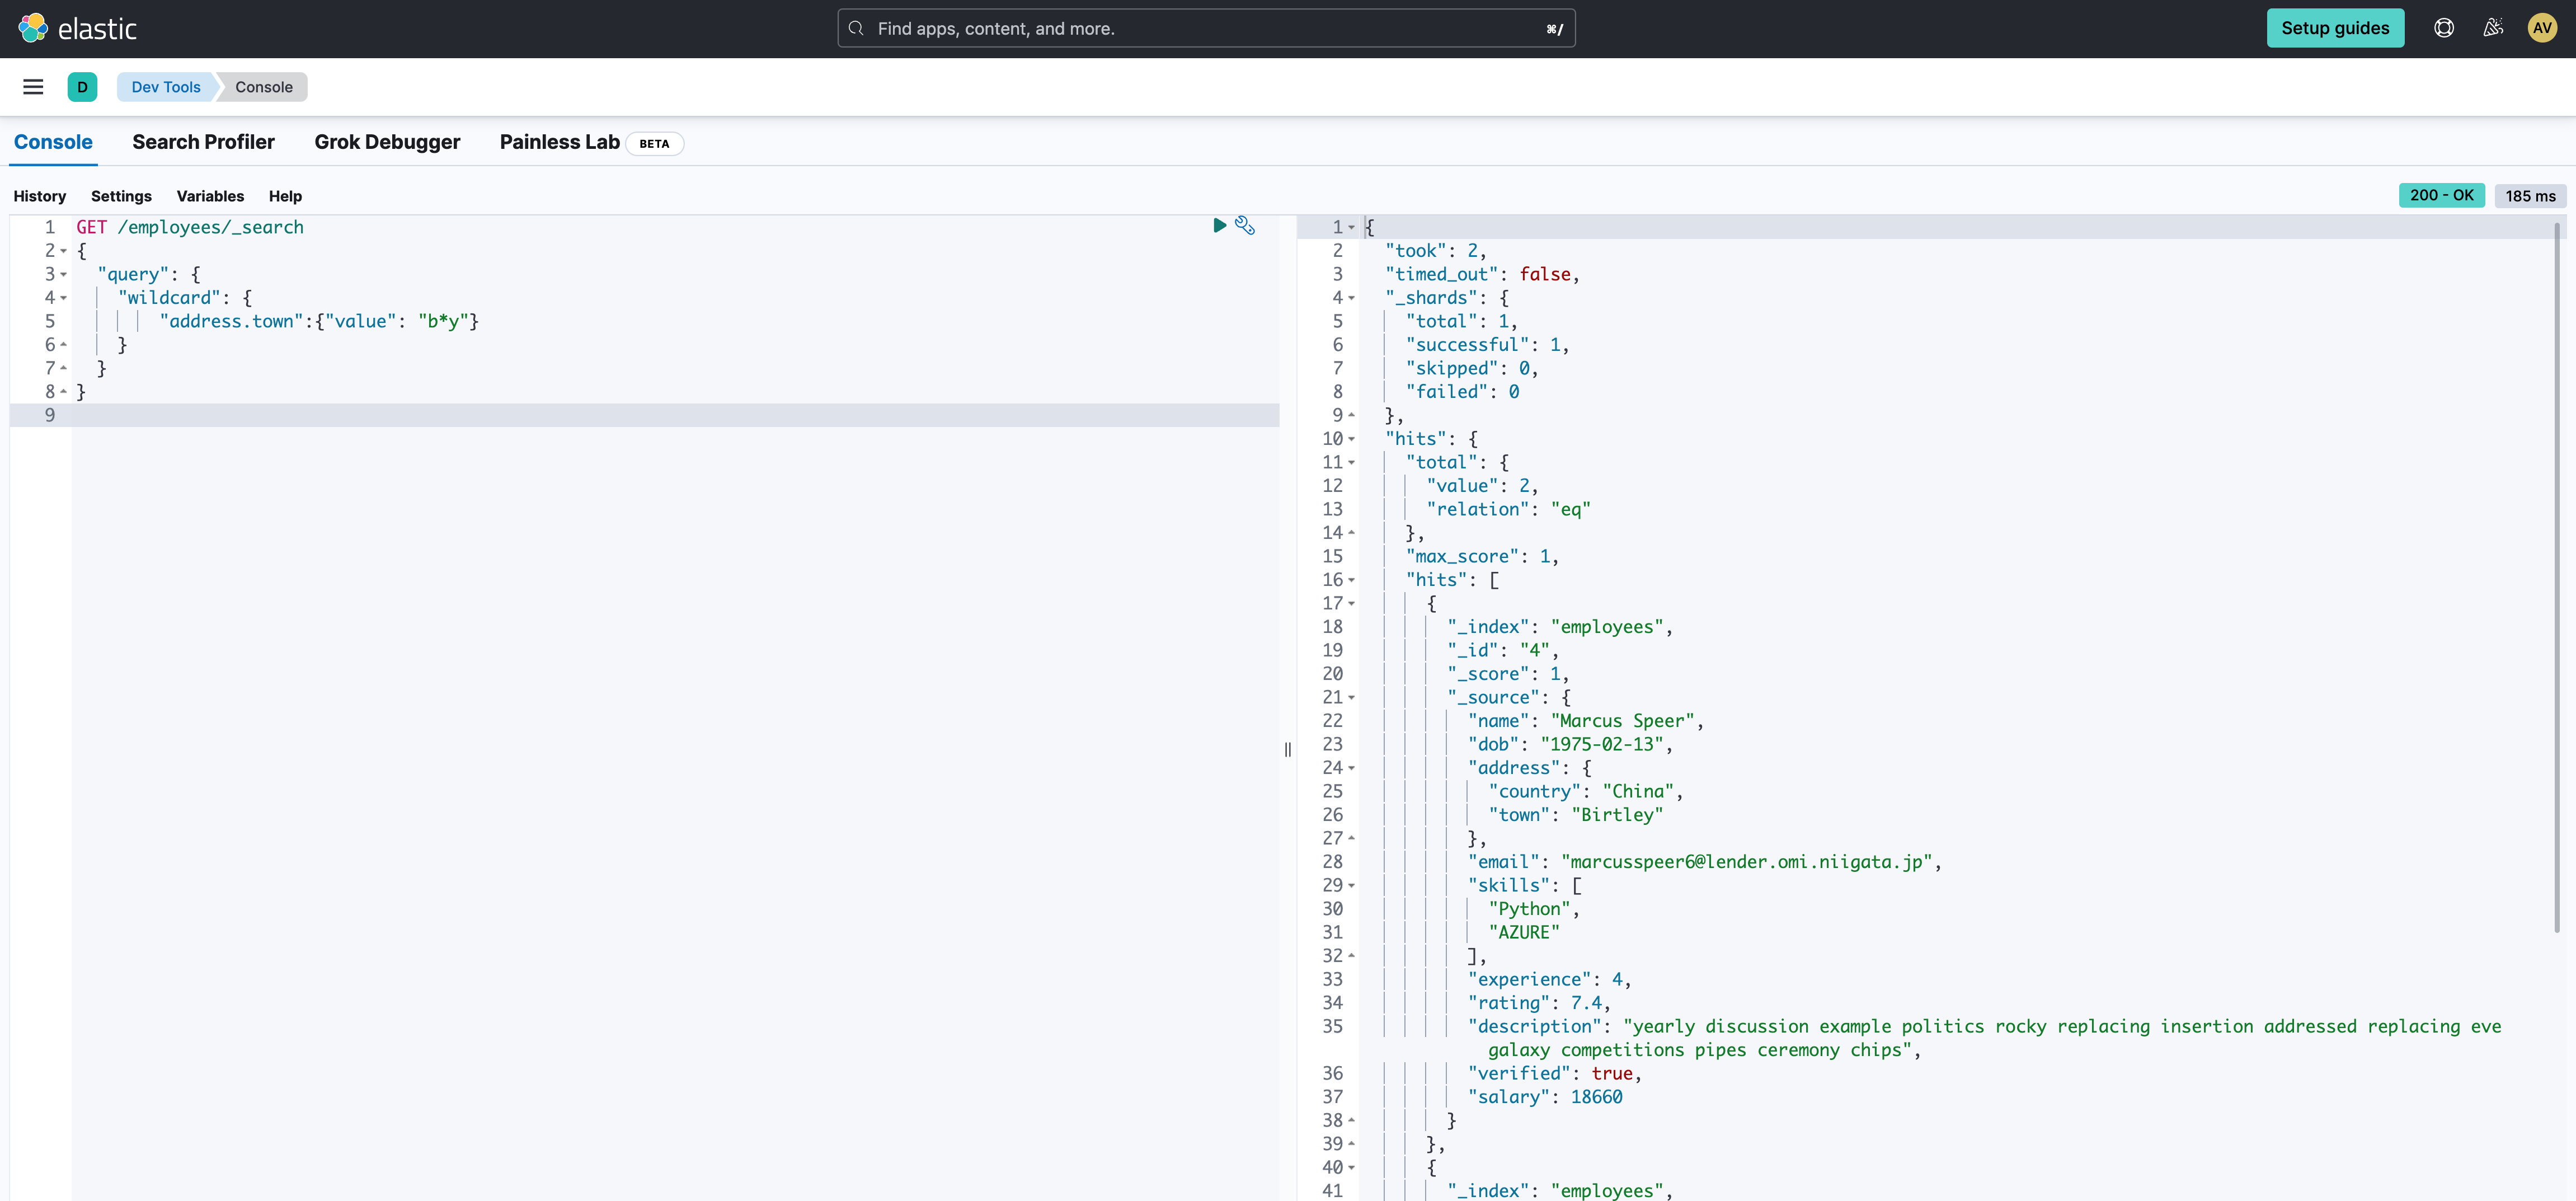 elastic
Find apps, content, and more.
⌘/
Setup guides
AV
D
Dev Tools
Console
Console
Search Profiler
Grok Debugger
Painless Lab
BETA
History
Settings
Variables
Help
200 - OK
185 ms
1 GET /employees/_search
2 {
3   "query": {
4     "wildcard": {
5         "address.town":{"value": "b*y"}
6     }
7   }
8 }
9
1 {
2   "took": 2,
3   "timed_out": false,
4   "_shards": {
5     "total": 1,
6     "successful": 1,
7     "skipped": 0,
8     "failed": 0
9   },
10   "hits": {
11     "total": {
12       "value": 2,
13       "relation": "eq"
14     },
15     "max_score": 1,
16     "hits": [
17       {
18         "_index": "employees",
19         "_id": "4",
20         "_score": 1,
21         "_source": {
22           "name": "Marcus Speer",
23           "dob": "1975-02-13",
24           "address": {
25             "country": "China",
26             "town": "Birtley"
27           },
28           "email": "marcusspeer6@lender.omi.niigata.jp",
29           "skills": [
30             "Python",
31             "AZURE"
32           ],
33           "experience": 4,
34           "rating": 7.4,
35           "description": "yearly discussion example politics rocky replacing insertion addressed replacing eve
galaxy competitions pipes ceremony chips",
36           "verified": true,
37           "salary": 18660
38         }
39       },
40       {
41         "_index": "employees",